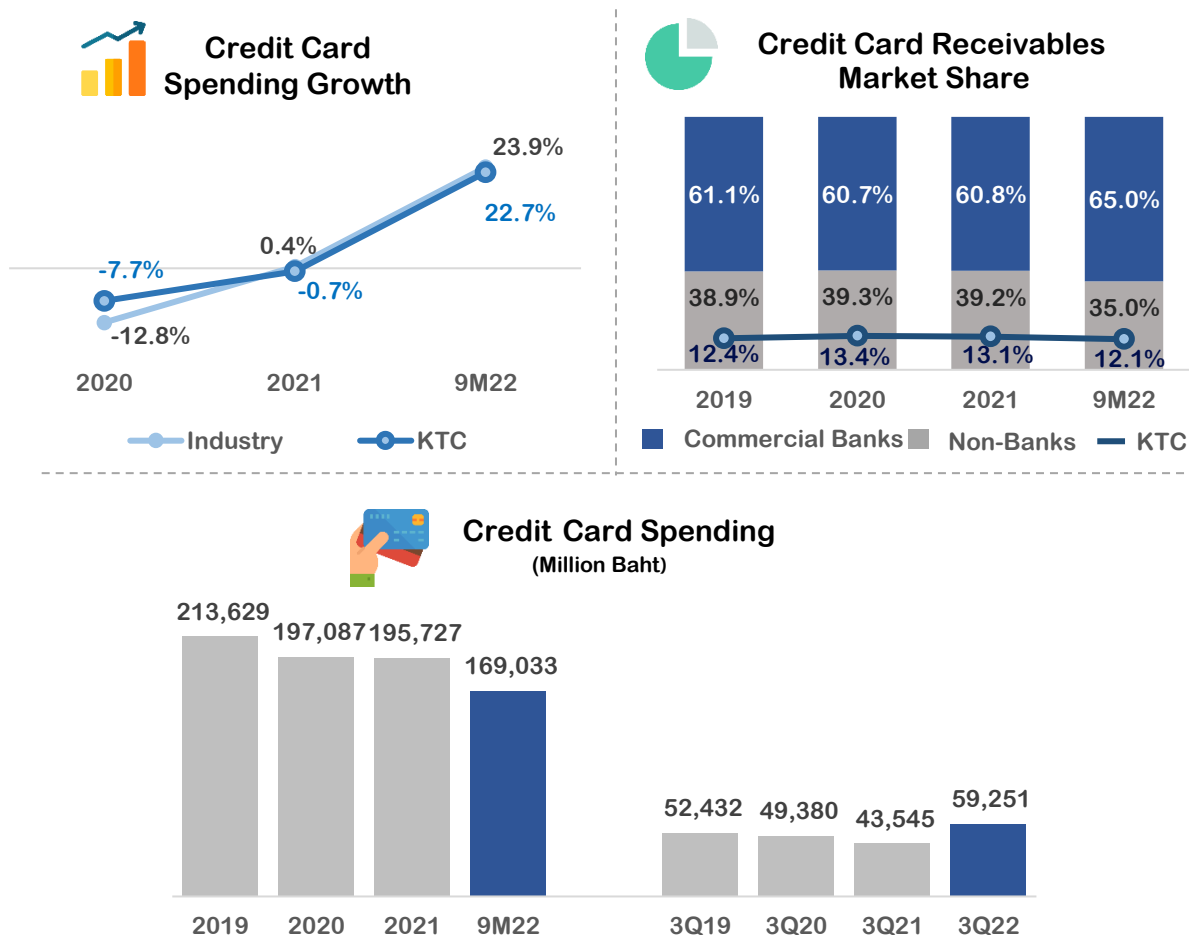 Credit Card
Spending Growth
23.9%
22.7%
0.4%
-7.7%
-0.7%
-12.8%
2020 2021 9M22
Industry KTC
Credit Card Receivables
Market Share
61.1% 60.7% 60.8% 65.0%
38.9% 39.3% 39.2% 35.0%
12.4% 13.4% 13.1% 12.1%
2019 2020 2021 9M22
Commercial Banks Non-Banks KTC
Credit Card Spending
(Million Baht)
213,629 197,087 195,727 169,033
52,432 49,380 43,545 59,251
2019 2020 2021 9M22 3Q19 3Q20 3Q21 3Q22